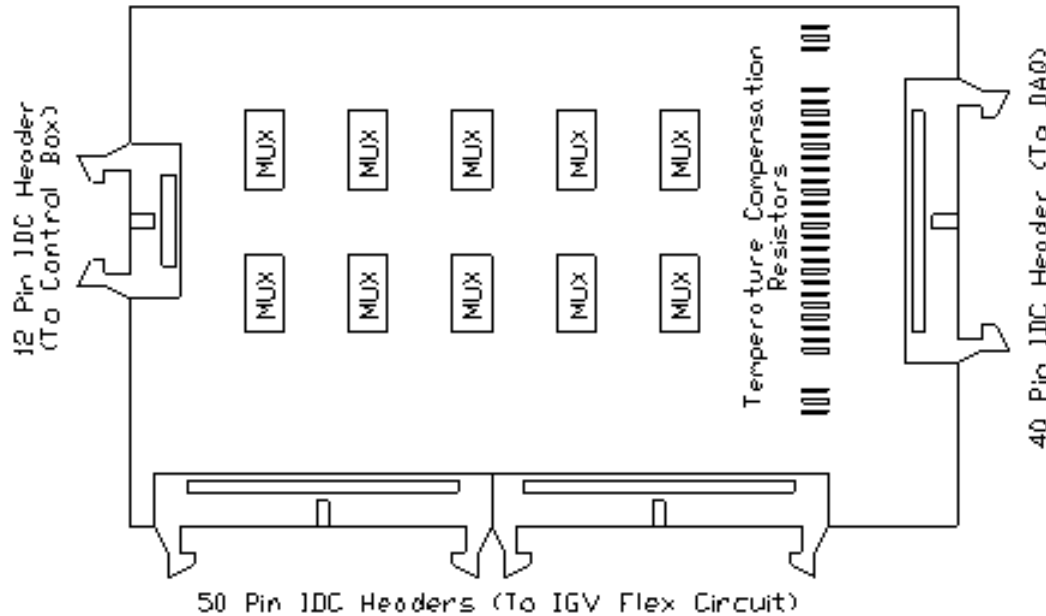 12 Pin IDC Header
(To Control Box)
MUX
MUX
MUX
MUX
MUX
MUX
MUX
MUX
MUX
MUX
Temperature Compensation
Resistors
40 Pin IDC Header (To DAQ)
50 Pin IDC Headers (To IGV Flex Circuit)